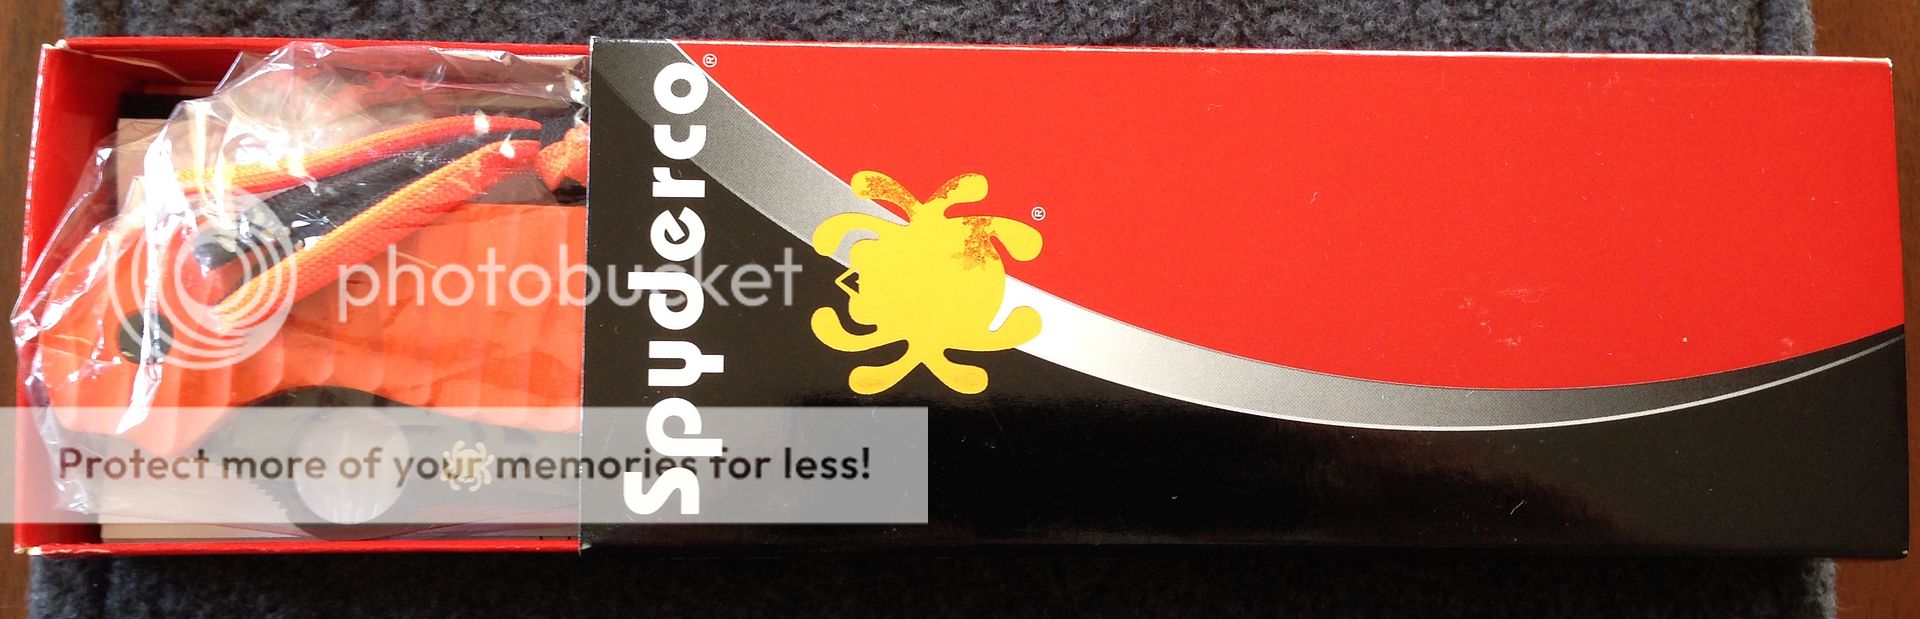 Spyderco®
®
photobucket
Protect more of your memories for less!